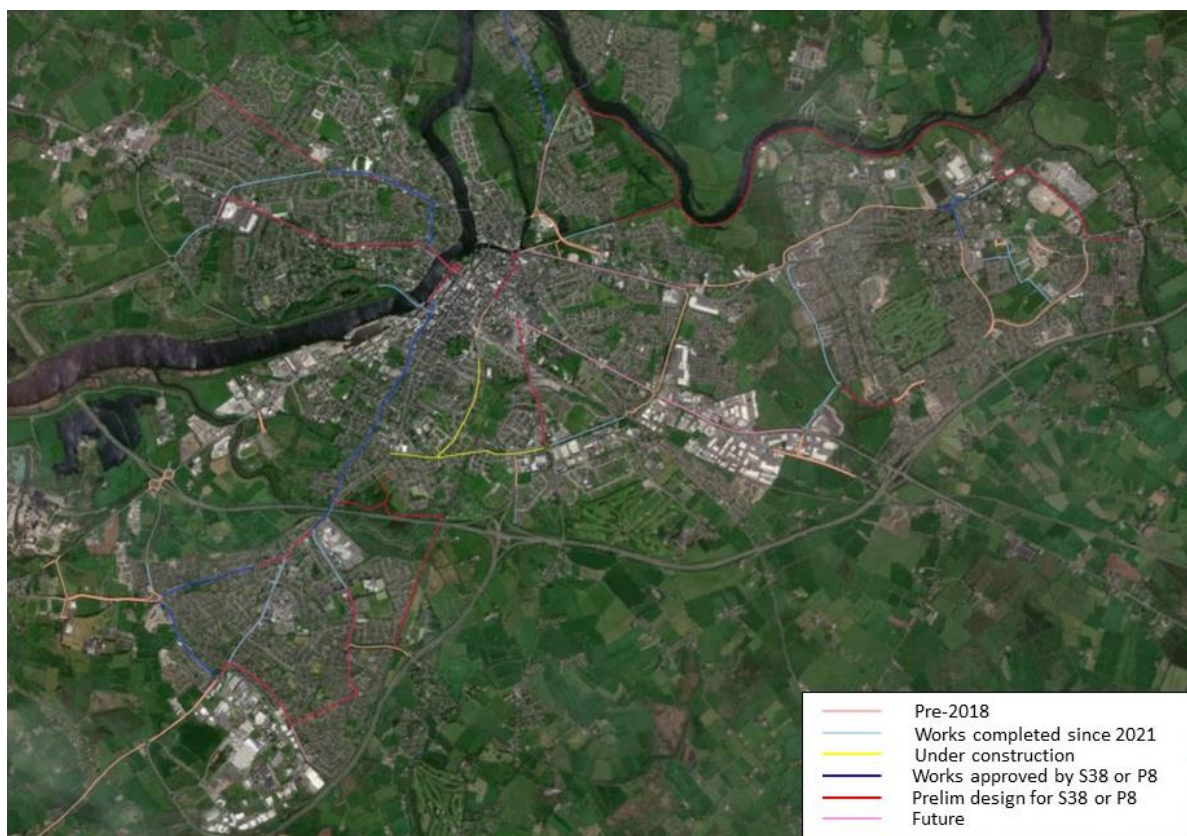 Pre-2018
Works completed since 2021
Under construction
Works approved by S38 or P8
Prelim design for S38 or P8
Future